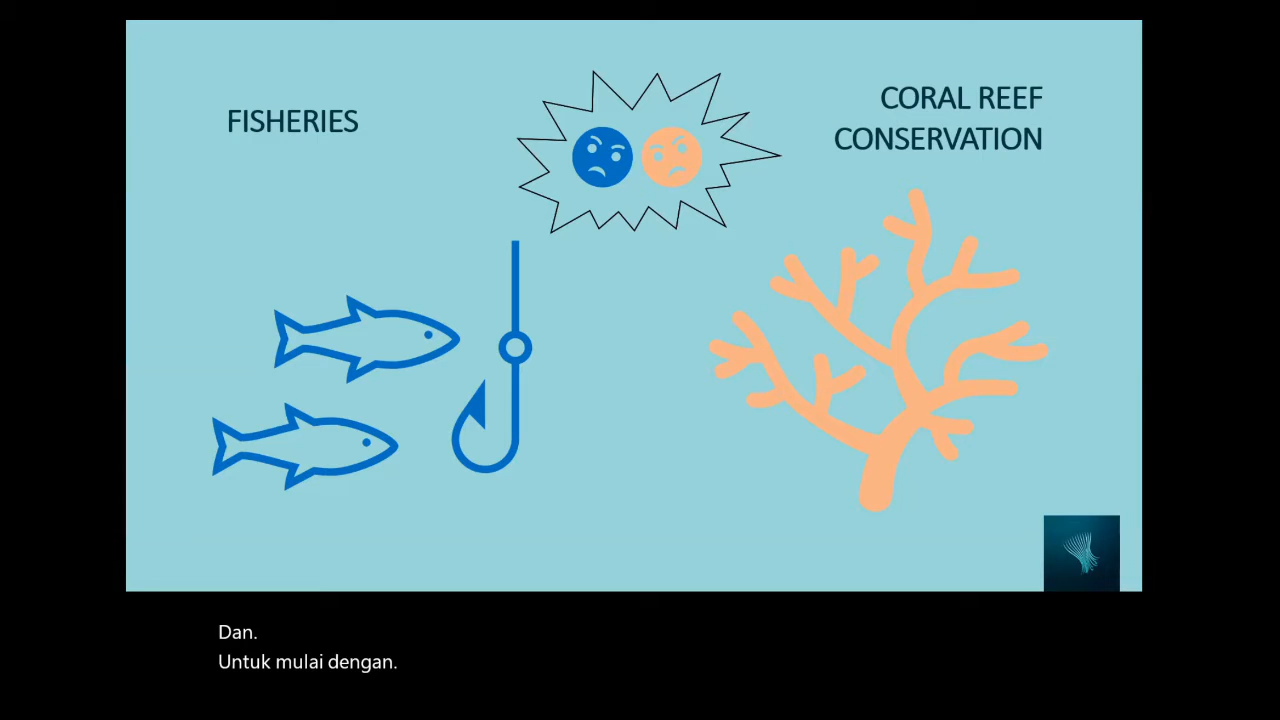 FISHERIES
CORAL REEF
CONSERVATION
Dan.
Untuk mulai dengan.